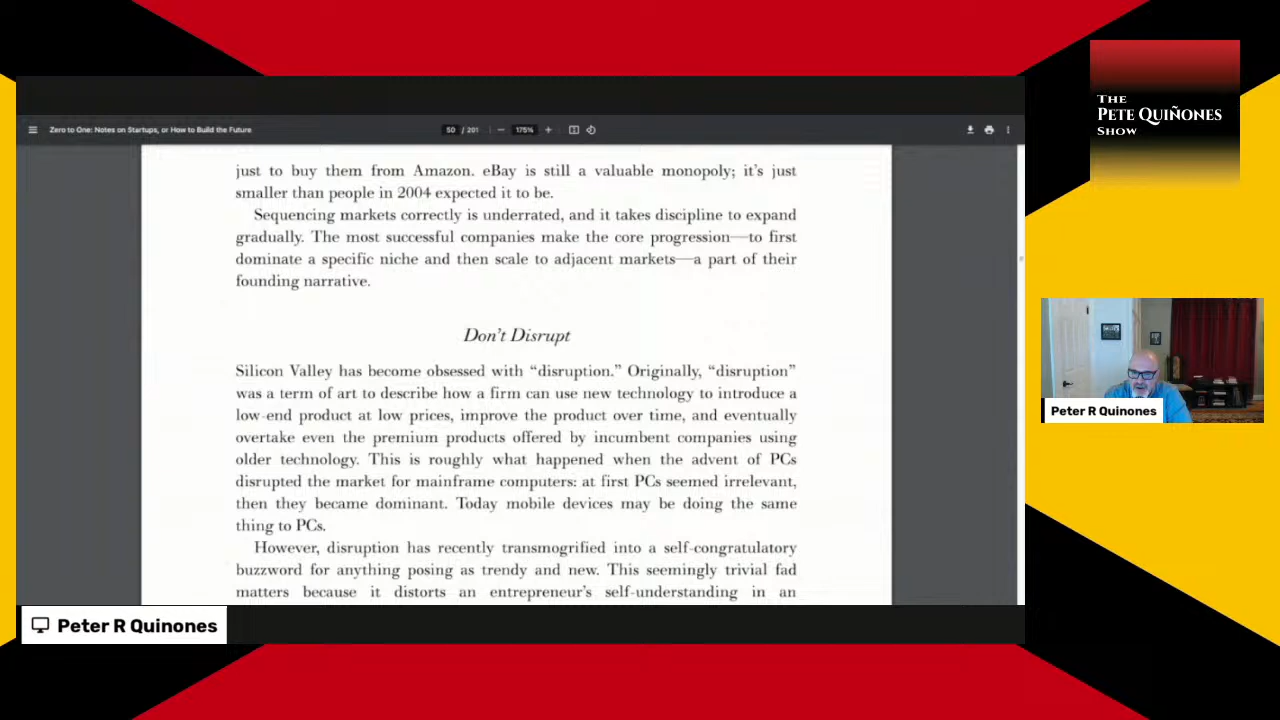 THE
PETE QUIÑONES
SHOW
Zero to One: Notes on Startups, or How to Build the Future
50 / 201
175%
just to buy them from Amazon. eBay is still a valuable monopoly; it's just
smaller than people in 2004 expected it to be.
Sequencing markets correctly is underrated, and it takes discipline to expand
gradually. The most successful companies make the core progression—to first
dominate a specific niche and then scale to adjacent markets—a part of their
founding narrative.
Don't Disrupt
Silicon Valley has become obsessed with “disruption.” Originally, “disruption”
was a term of art to describe how a firm can use new technology to introduce a
low-end product at low prices, improve the product over time, and eventually
overtake even the premium products offered by incumbent companies using
older technology. This is roughly what happened when the advent of PCs
disrupted the market for mainframe computers: at first PCs seemed irrelevant,
then they became dominant. Today mobile devices may be doing the same
thing to PCs.
However, disruption has recently transmogrified into a self-congratulatory
buzzword for anything posing as trendy and new. This seemingly trivial fad
matters because it distorts an entrepreneur's self-understanding in an
Peter R Quinones
Peter R Quinones